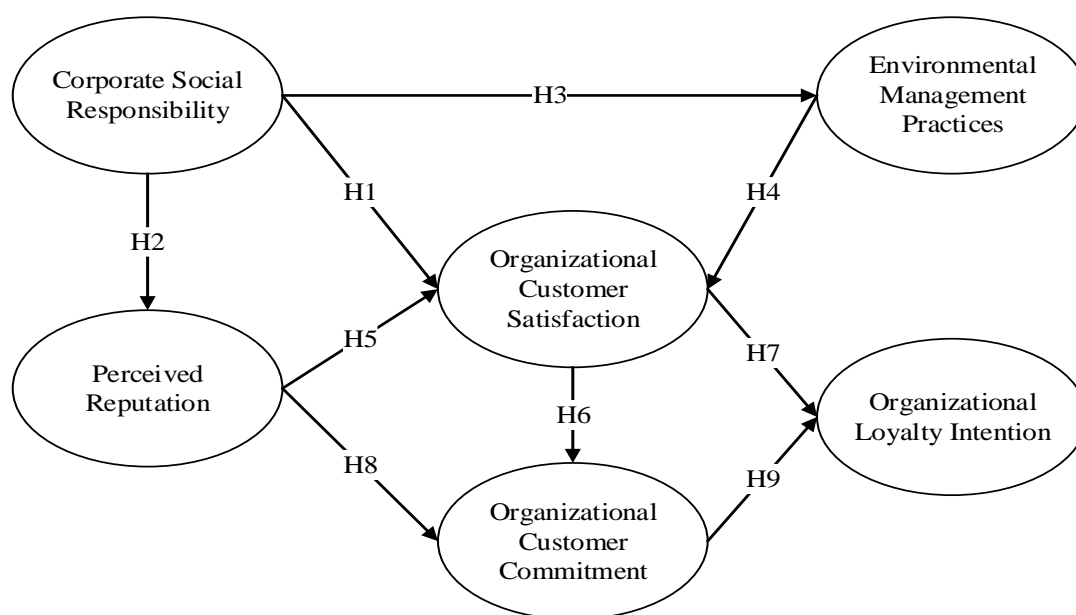 Corporate Social
Responsibility
H3
Environmental
Management
Practices
H1
H4
H2
Organizational
Customer
Satisfaction
H5
H7
Perceived
Reputation
H6
Organizational
Loyalty Intention
H8
H9
Organizational
Customer
Commitment